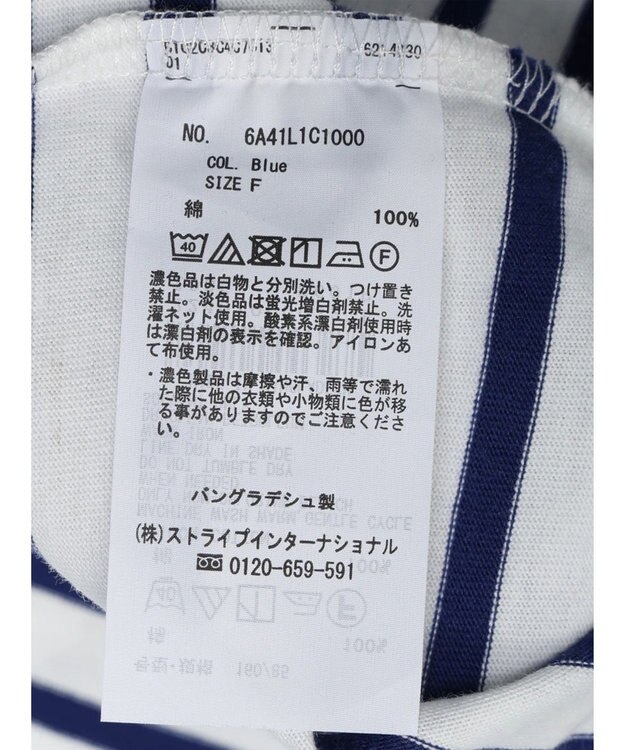 01
NO. 6A41L1C1000
COL. Blue
SIZE F
綿 100%
40 F
濃色品は白物と分別洗い。つけ置き
禁止。淡色品は蛍光増白剤禁止。洗
濯ネット使用。酸素系漂白剤使用時
は漂白剤の表示を確認。アイロンあ
て布使用。
・濃色製品は摩擦や汗、雨等で濡れ
た際に他の衣類や小物類に色が移
る事がありますのでご注意くださ
い。
バングラデシュ製
(株)ストライプインターナショナル
0120-659-591